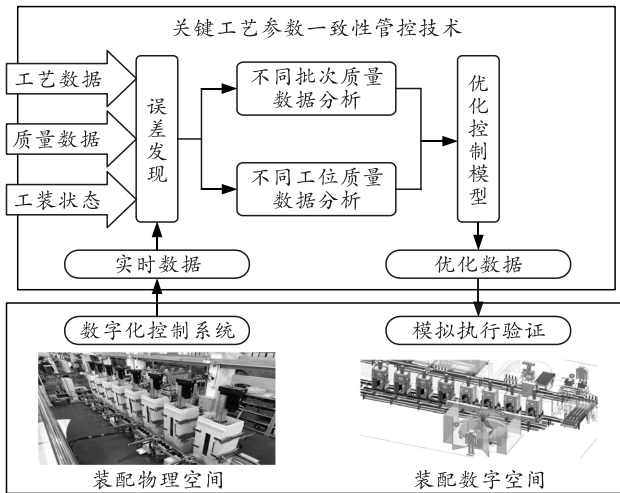 关键工艺参数一致性管控技术
工艺数据
质量数据
工装状态
误差发现
不同批次质量
数据分析
不同工位质量
数据分析
优化控制模型
实时数据
优化数据
数字化控制系统
模拟执行验证
装配物理空间
装配数字空间